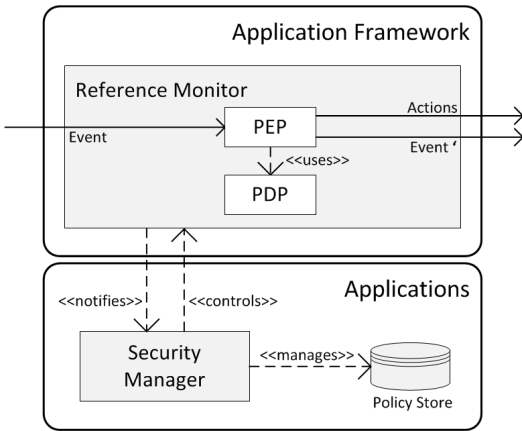 Application Framework
Reference Monitor
Event
PEP
Actions
Event ‘
<<uses>>
PDP
<<notifies>>
<<controls>>
Applications
Security
Manager
<<manages>>
Policy Store